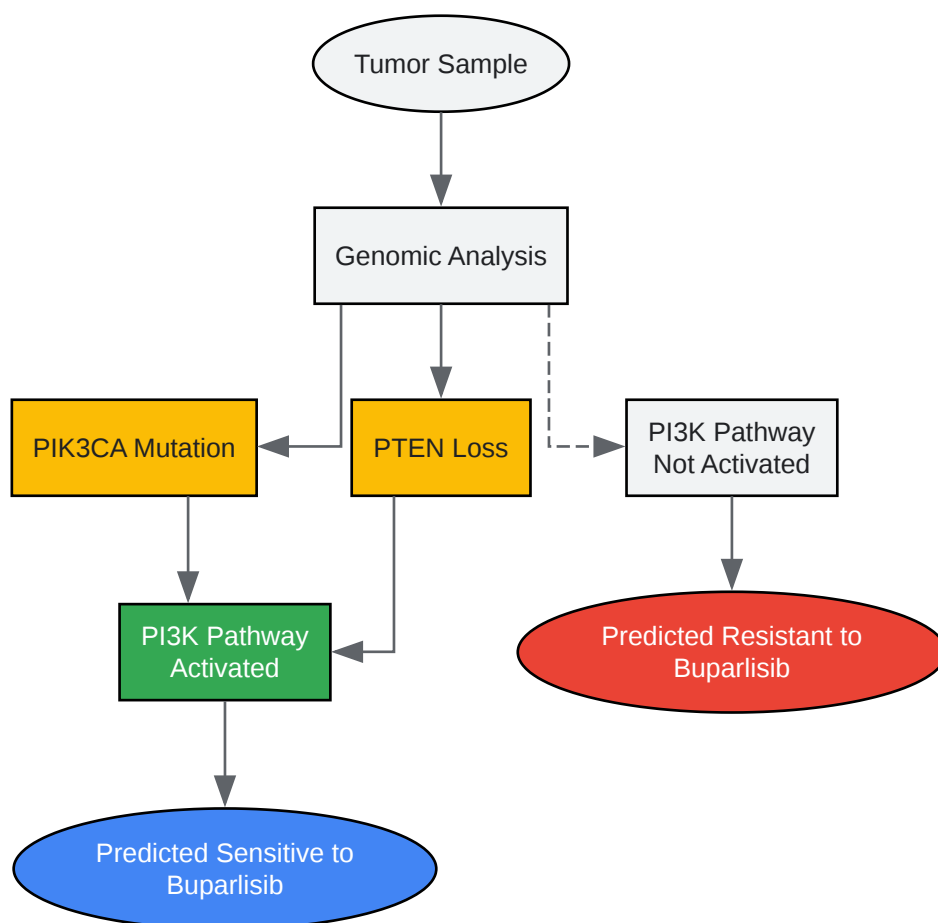 Tumor Sample
Genomic Analysis
PIK3CA Mutation
PTEN Loss
PI3K Pathway
Not Activated
PI3K Pathway
Activated
Predicted Resistant to
Buparlisib
Predicted Sensitive to
Buparlisib